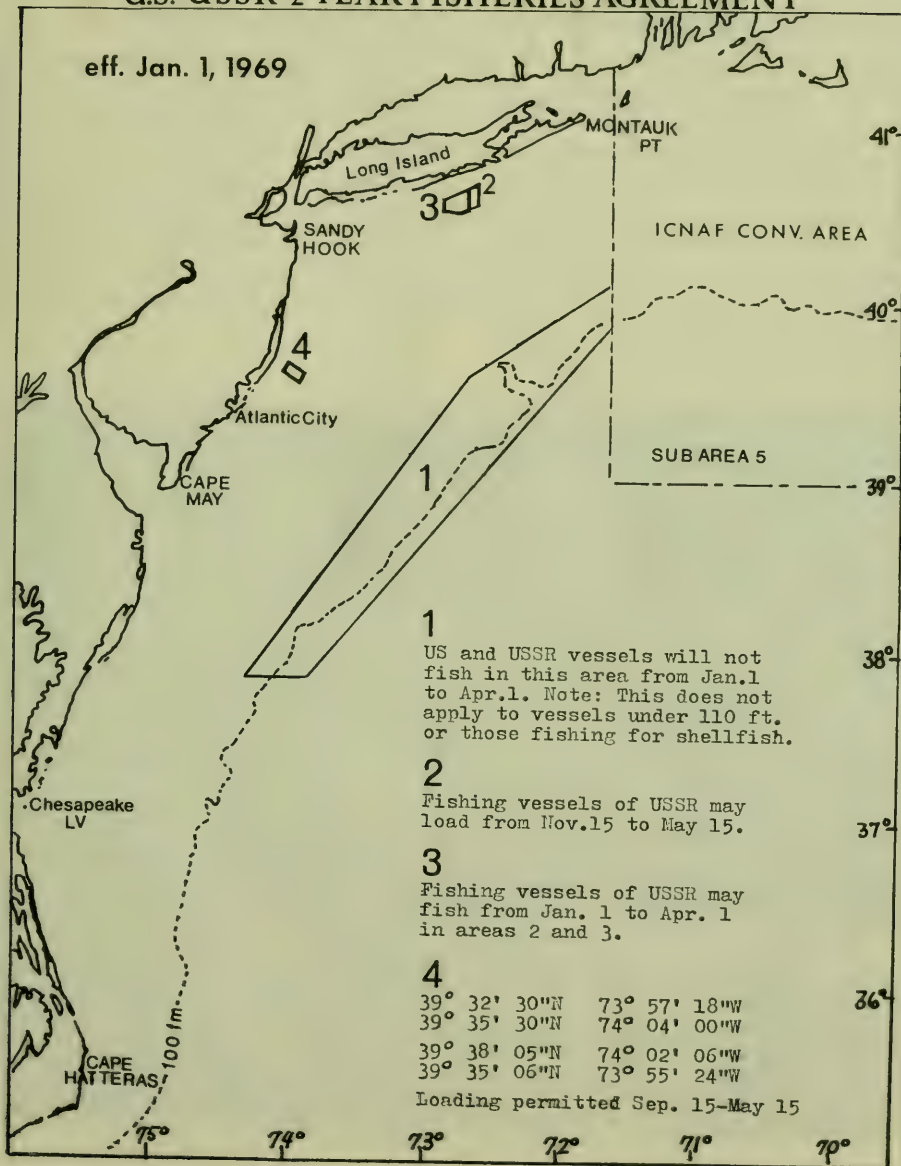 U.S. USSR 2 YEAR FISHERIES AGREEMENT
eff. Jan. 1, 1969
MONTAUK
PT
41°
Long Island
3
2
SANDY
HOOK
ICNAF CONV. AREA
40°
4
Atlantic City
SUB AREA 5
1
CAPE
MAY
39°
1
US and USSR vessels will not
fish in this area from Jan.1
to Apr.1. Note: This does not
apply to vessels under 110 ft.
or those fishing for shellfish.
38°
2
Fishing vessels of USSR may
load from Nov.15 to May 15.
Chesapeake
LV
37°
3
Fishing vessels of USSR may
fish from Jan. 1 to Apr. 1
in areas 2 and 3.
4
39° 32' 30"N 73° 57' 18"W
39° 35' 30"N 74° 04' 00"W
39° 38' 05"N 74° 02' 06"W
39° 35' 06"N 73° 55' 24"W
Loading permitted Sep. 15-May 15
36°
100 fm
CAPE
HATTERAS
75° 74° 73° 72° 71° 70°